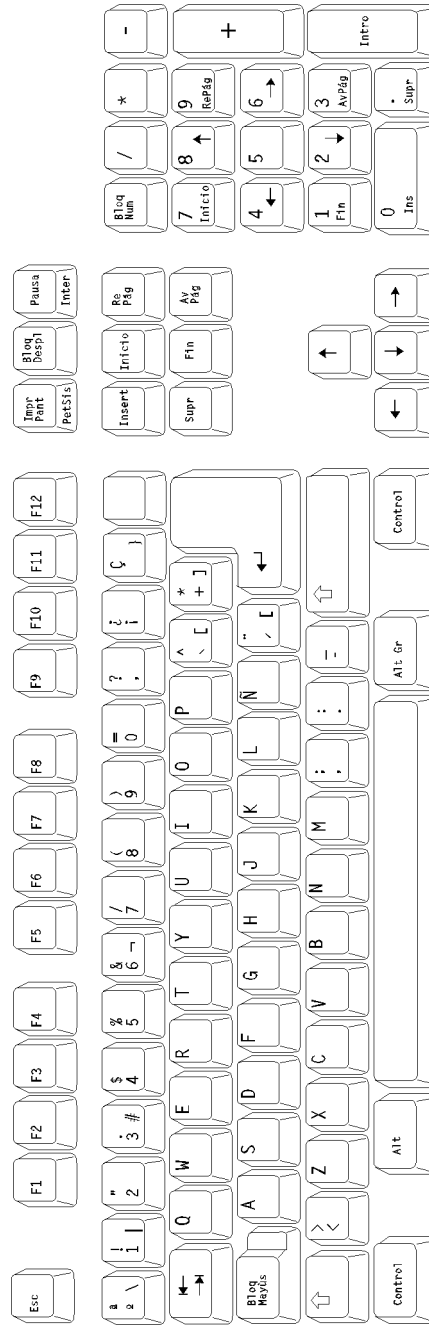 Esc F1 F2 F3 F4 F5 F6 F7 F8 F9 F10 F11 F12 Impr Pant PetSis Bloq Despl Pausa Inter
ª º \ ! 1 | " 2 · 3 # $ 4 % 5 & 6 ¬ / 7 ( 8 ) 9 = 0 ? ' ¿ ¡ Ç } Insert Inicio Re Pág Bloq Num / * -
Q W E R T Y U I O P ^ ` [ * + ] Supr Fin Av Pág 7 Inicio 8 ↑ 9 RePág +
Bloq Mayús A S D F G H J K L Ñ ¨ ´ [ 4 ← 5 6 →
> < Z X C V B N M ; , : . _ - 1 Fin 2 ↓ 3 AvPág Intro
Control Alt Alt Gr Control 0 Ins . Supr